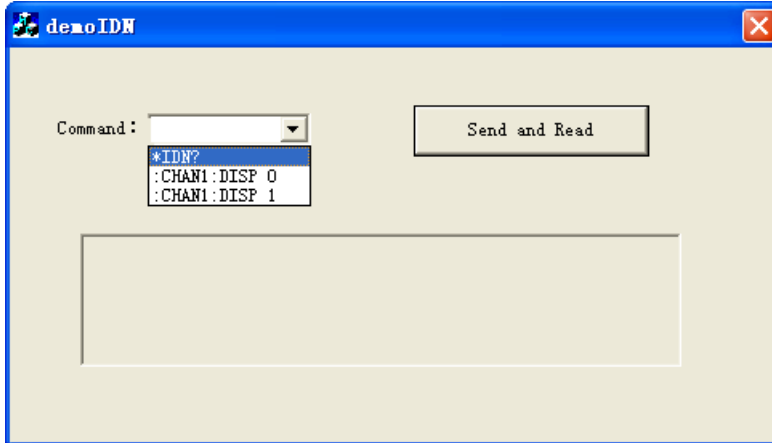 demoIDN
Command:
Send and Read
*IDN?
:CHAN1:DISP 0
:CHAN1:DISP 1